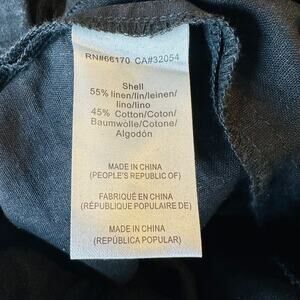 RN#66170 CA#32054
Shell
55% linen/lin/leinen/
lino/lino
45% Cotton/Coton/
Baumwolle/Cotone/
Algodón
MADE IN CHINA
(PEOPLE'S REPUBLIC OF)
FABRIQUÉ EN CHINA
(RÉPUBLIQUE POPULAIRE DE)
MADE IN CHINA
(REPÚBLICA POPULAR)